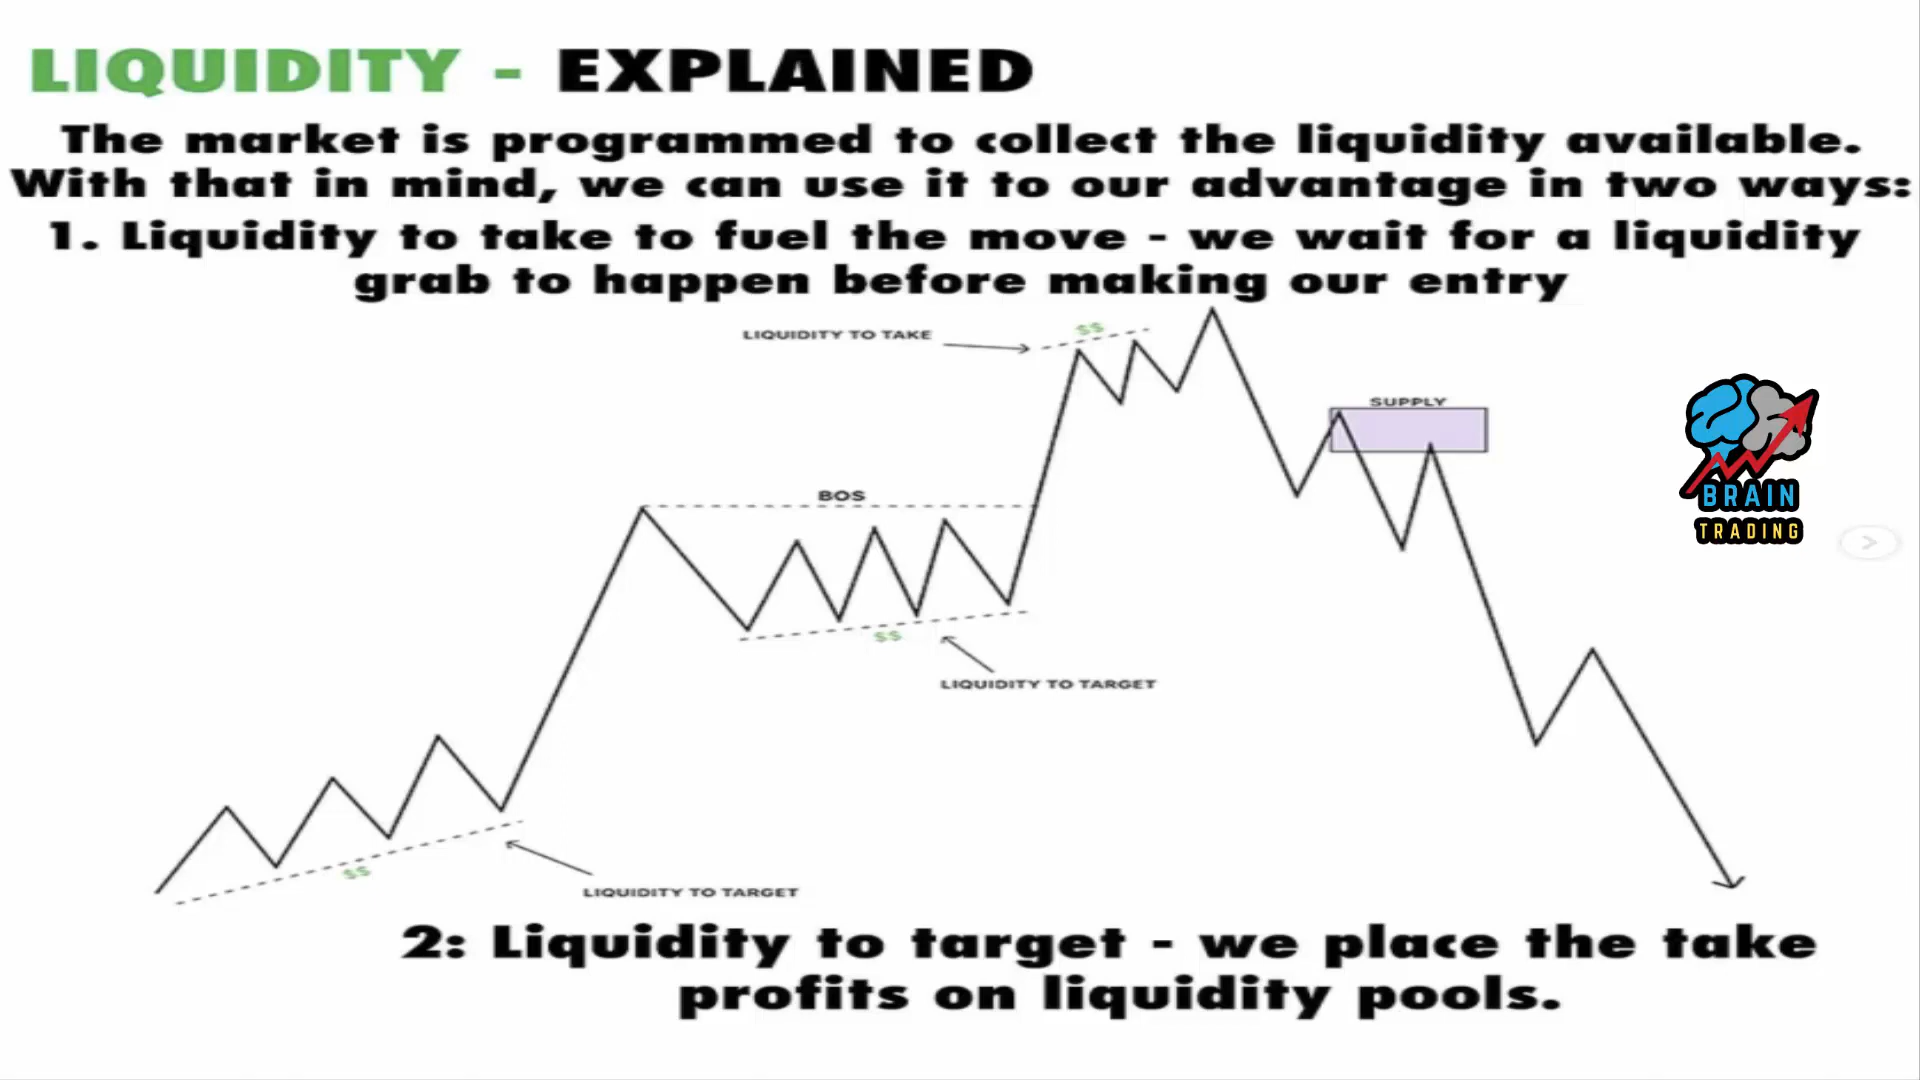 LIQUIDITY - EXPLAINED
The market is programmed to collect the liquidity available.
With that in mind, we can use it to our advantage in two ways:
1. Liquidity to take to fuel the move - we wait for a liquidity
grab to happen before making our entry
$$
LIQUIDITY TO TAKE
SUPPLY
BRAIN
TRADING
BOS
$$
LIQUIDITY TO TARGET
$$
LIQUIDITY TO TARGET
2: Liquidity to target - we place the take
profits on liquidity pools.